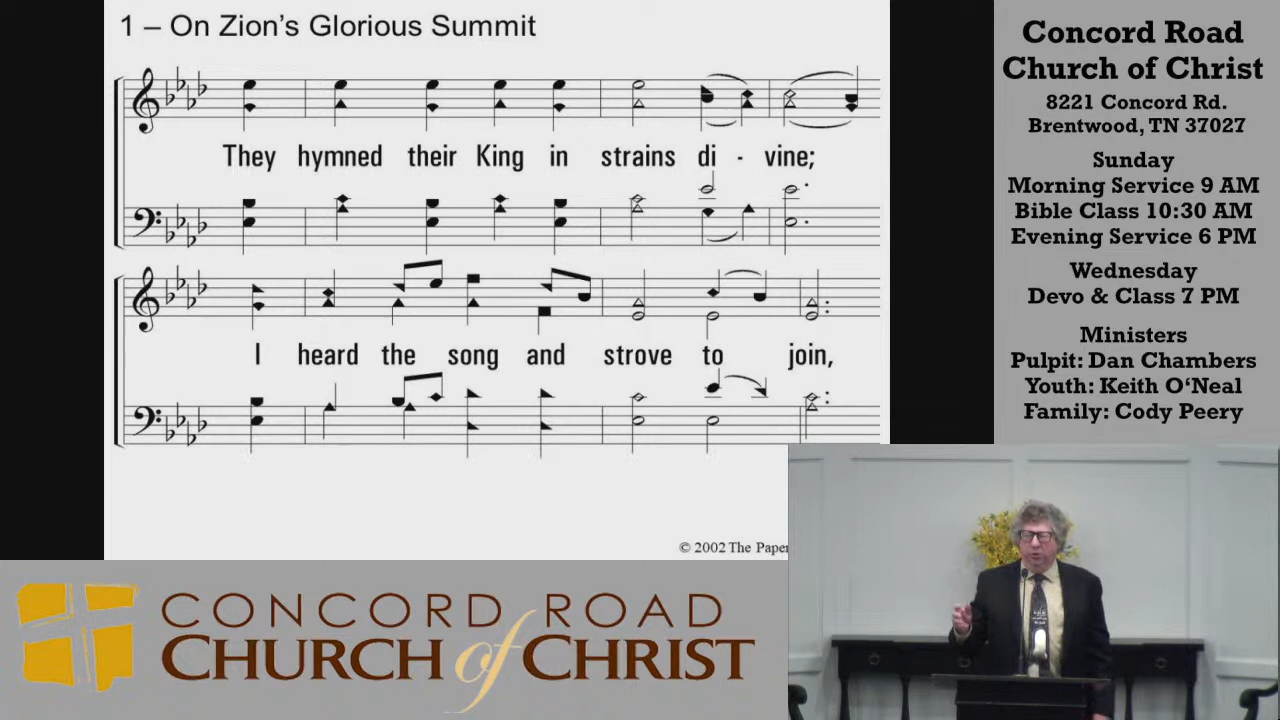 1 – On Zion’s Glorious Summit
They hymned their King in strains di - vine;
I heard the song and strove to join,
© 2002 The Paper
CONCORD ROAD
CHURCH of CHRIST
Concord Road
Church of Christ
8221 Concord Rd.
Brentwood, TN 37027
Sunday
Morning Service 9 AM
Bible Class 10:30 AM
Evening Service 6 PM
Wednesday
Devo & Class 7 PM
Ministers
Pulpit: Dan Chambers
Youth: Keith O‘Neal
Family: Cody Peery